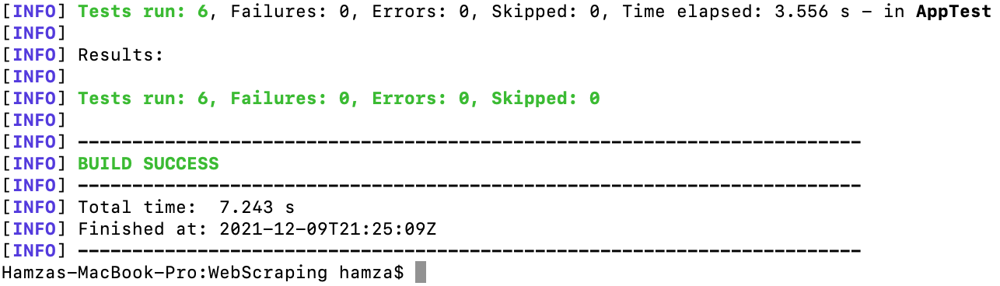 [INFO] Tests run: 6, Failures: 0, Errors: 0, Skipped: 0, Time elapsed: 3.556 s - in AppTest
[INFO]
[INFO] Results:
[INFO]
[INFO] Tests run: 6, Failures: 0, Errors: 0, Skipped: 0
[INFO]
[INFO] ------------------------------------------------------------------------
[INFO] BUILD SUCCESS
[INFO] ------------------------------------------------------------------------
[INFO] Total time:  7.243 s
[INFO] Finished at: 2021-12-09T21:25:09Z
[INFO] ------------------------------------------------------------------------
Hamzas-MacBook-Pro:WebScraping hamza$